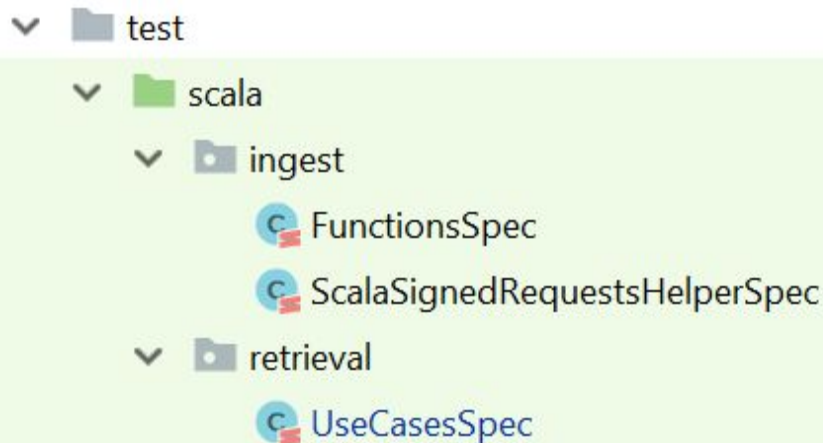 test
scala
ingest
FunctionsSpec
ScalaSignedRequestsHelperSpec
retrieval
UseCasesSpec